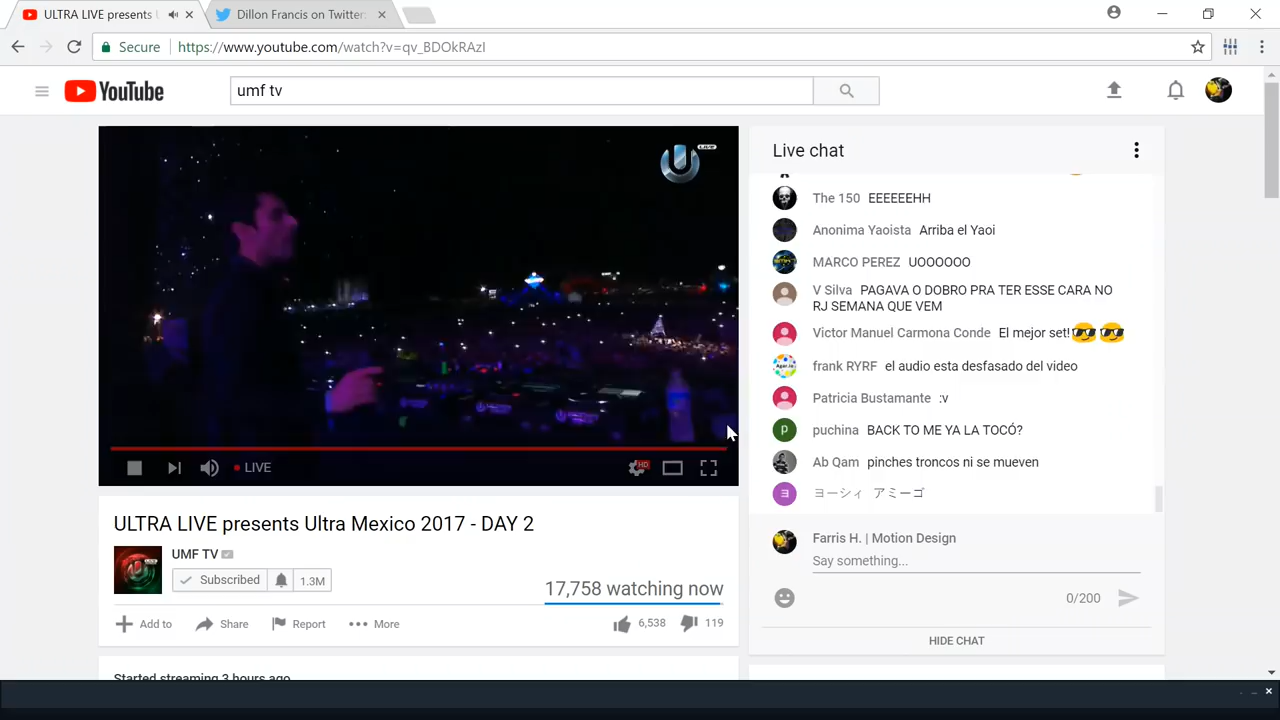 ULTRA LIVE presents U
Dillon Francis on Twitter
Secure
https://www.youtube.com/watch?v=qv_BDOkRAzI
YouTube
umf tv
LIVE
Live chat
The 150 EEEEEEHH
Anonima Yaoista Arriba el Yaoi
MARCO PEREZ UOOOOOO
V Silva PAGAVA O DOBRO PRA TER ESSE CARA NO
RJ SEMANA QUE VEM
Victor Manuel Carmona Conde El mejor set!😎 😎
frank RYRF el audio esta desfasado del video
Patricia Bustamante :v
puchina BACK TO ME YA LA TOCÓ?
Ab Qam pinches troncos ni se mueven
ヨーシィ アミーゴ
HD
LIVE
ULTRA LIVE presents Ultra Mexico 2017 - DAY 2
UMF TV
Subscribed 1.3M
17,758 watching now
Add to Share Report More 6,538 119
Started streaming 3 hours ago
Farris H. | Motion Design
Say something...
0/200
HIDE CHAT